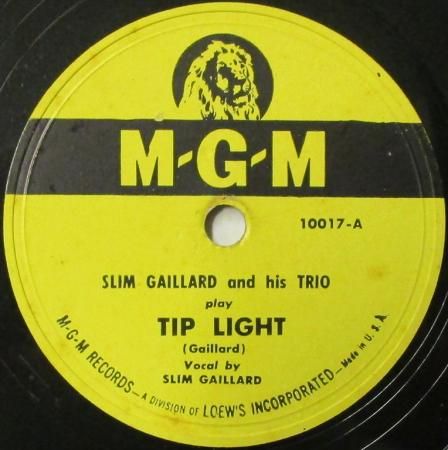 M-G-M
10017-A
SLIM GAILLARD and his TRIO
play
TIP LIGHT
(Gaillard)
Vocal by
SLIM GAILLARD
M-G-M RECORDS—A DIVISION OF LOEW'S INCORPORATED—Made in U.S.A.